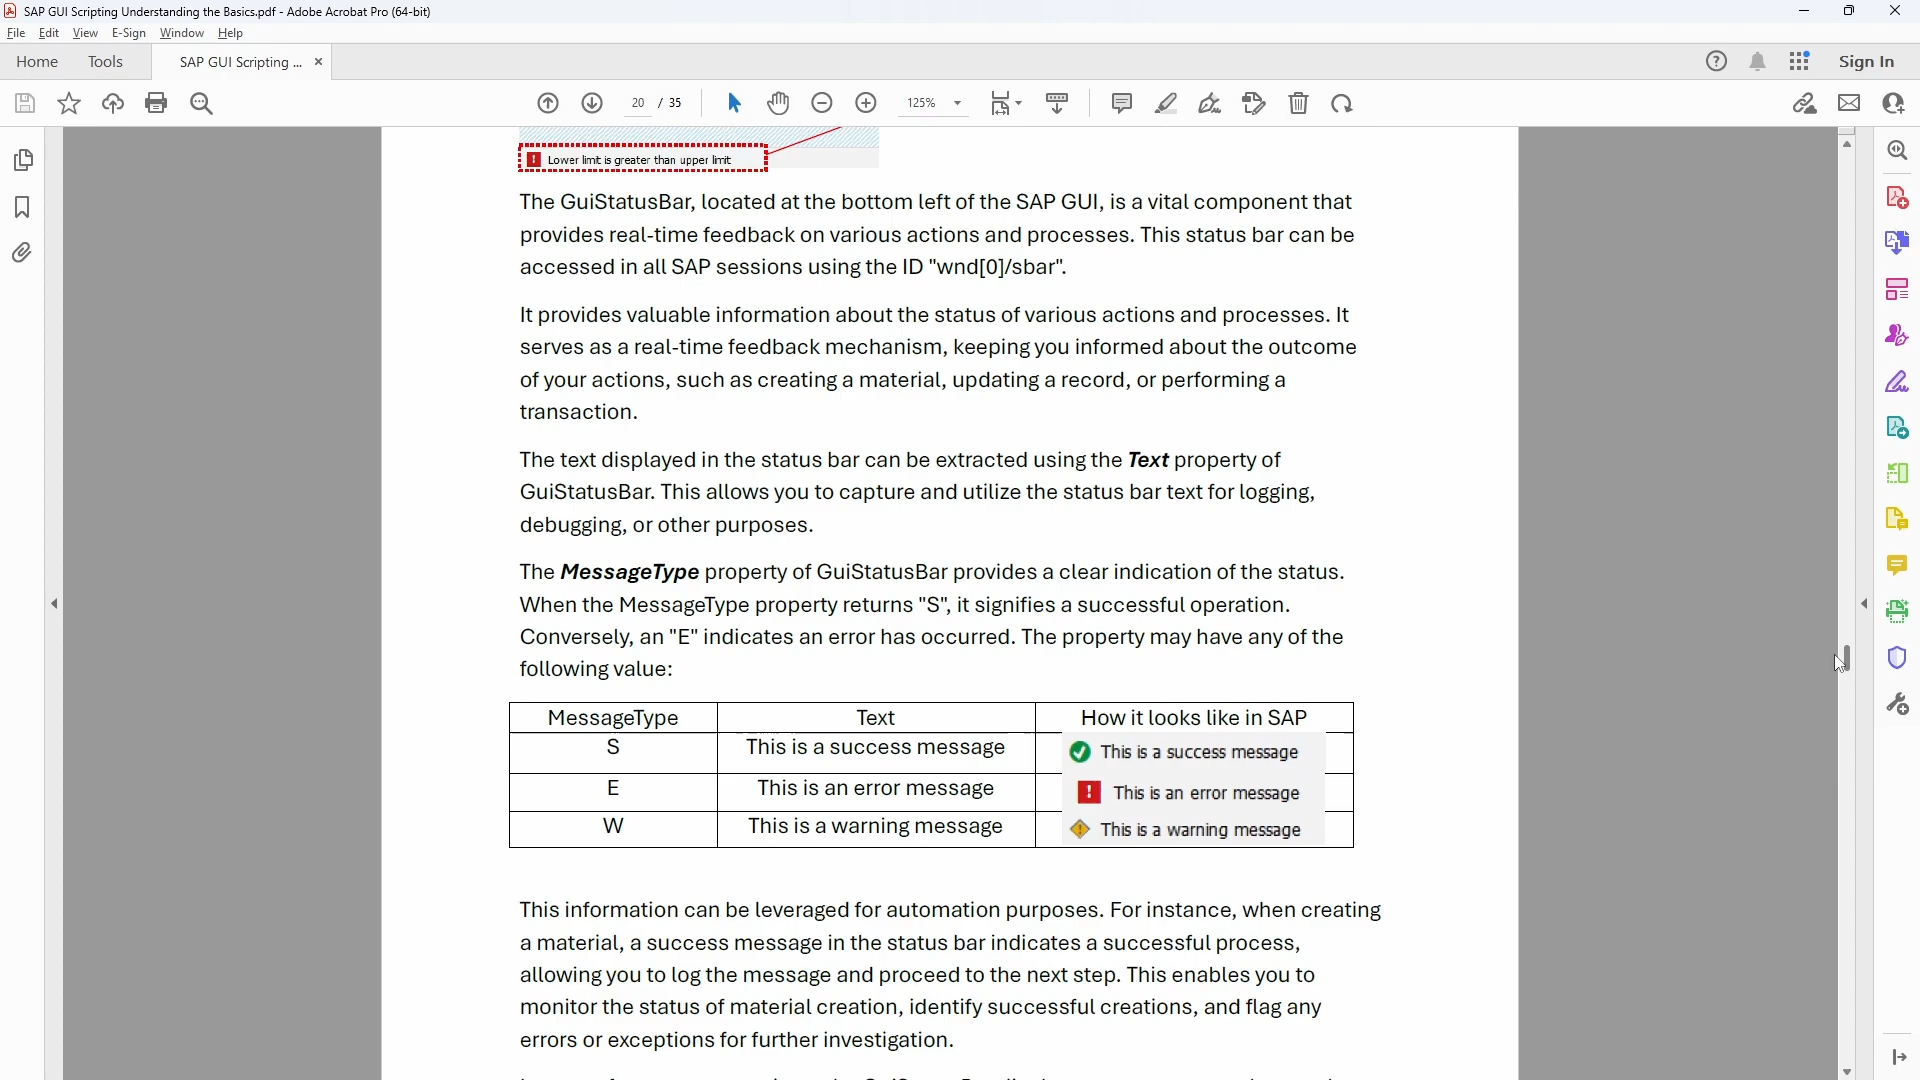 SAP GUI Scripting Understanding the Basics.pdf - Adobe Acrobat Pro (64-bit)
File Edit View E-Sign Window Help
Home Tools SAP GUI Scripting ... Sign In
20 / 35 125%
Lower limit is greater than upper limit
The GuiStatusBar, located at the bottom left of the SAP GUI, is a vital component that
provides real-time feedback on various actions and processes. This status bar can be
accessed in all SAP sessions using the ID "wnd[0]/sbar".
It provides valuable information about the status of various actions and processes. It
serves as a real-time feedback mechanism, keeping you informed about the outcome
of your actions, such as creating a material, updating a record, or performing a
transaction.
The text displayed in the status bar can be extracted using the Text property of
GuiStatusBar. This allows you to capture and utilize the status bar text for logging,
debugging, or other purposes.
The MessageType property of GuiStatusBar provides a clear indication of the status.
When the MessageType property returns "S", it signifies a successful operation.
Conversely, an "E" indicates an error has occurred. The property may have any of the
following value:
MessageType Text How it looks like in SAP
S This is a success message This is a success message
E This is an error message This is an error message
W This is a warning message This is a warning message
This information can be leveraged for automation purposes. For instance, when creating
a material, a success message in the status bar indicates a successful process,
allowing you to log the message and proceed to the next step. This enables you to
monitor the status of material creation, identify successful creations, and flag any
errors or exceptions for further investigation.